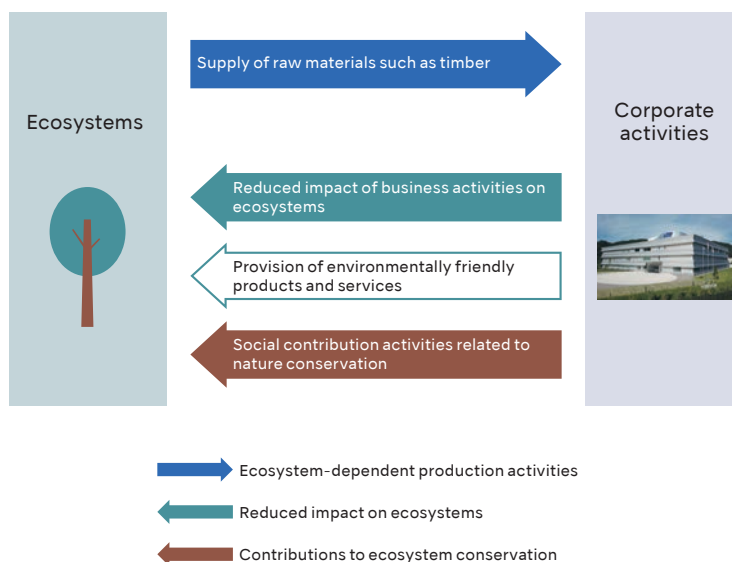 Supply of raw materials such as timber
Ecosystems
Corporate
activities
Reduced impact of business activities on
ecosystems
Provision of environmentally friendly
products and services
Social contribution activities related to
nature conservation
Ecosystem-dependent production activities
Reduced impact on ecosystems
Contributions to ecosystem conservation